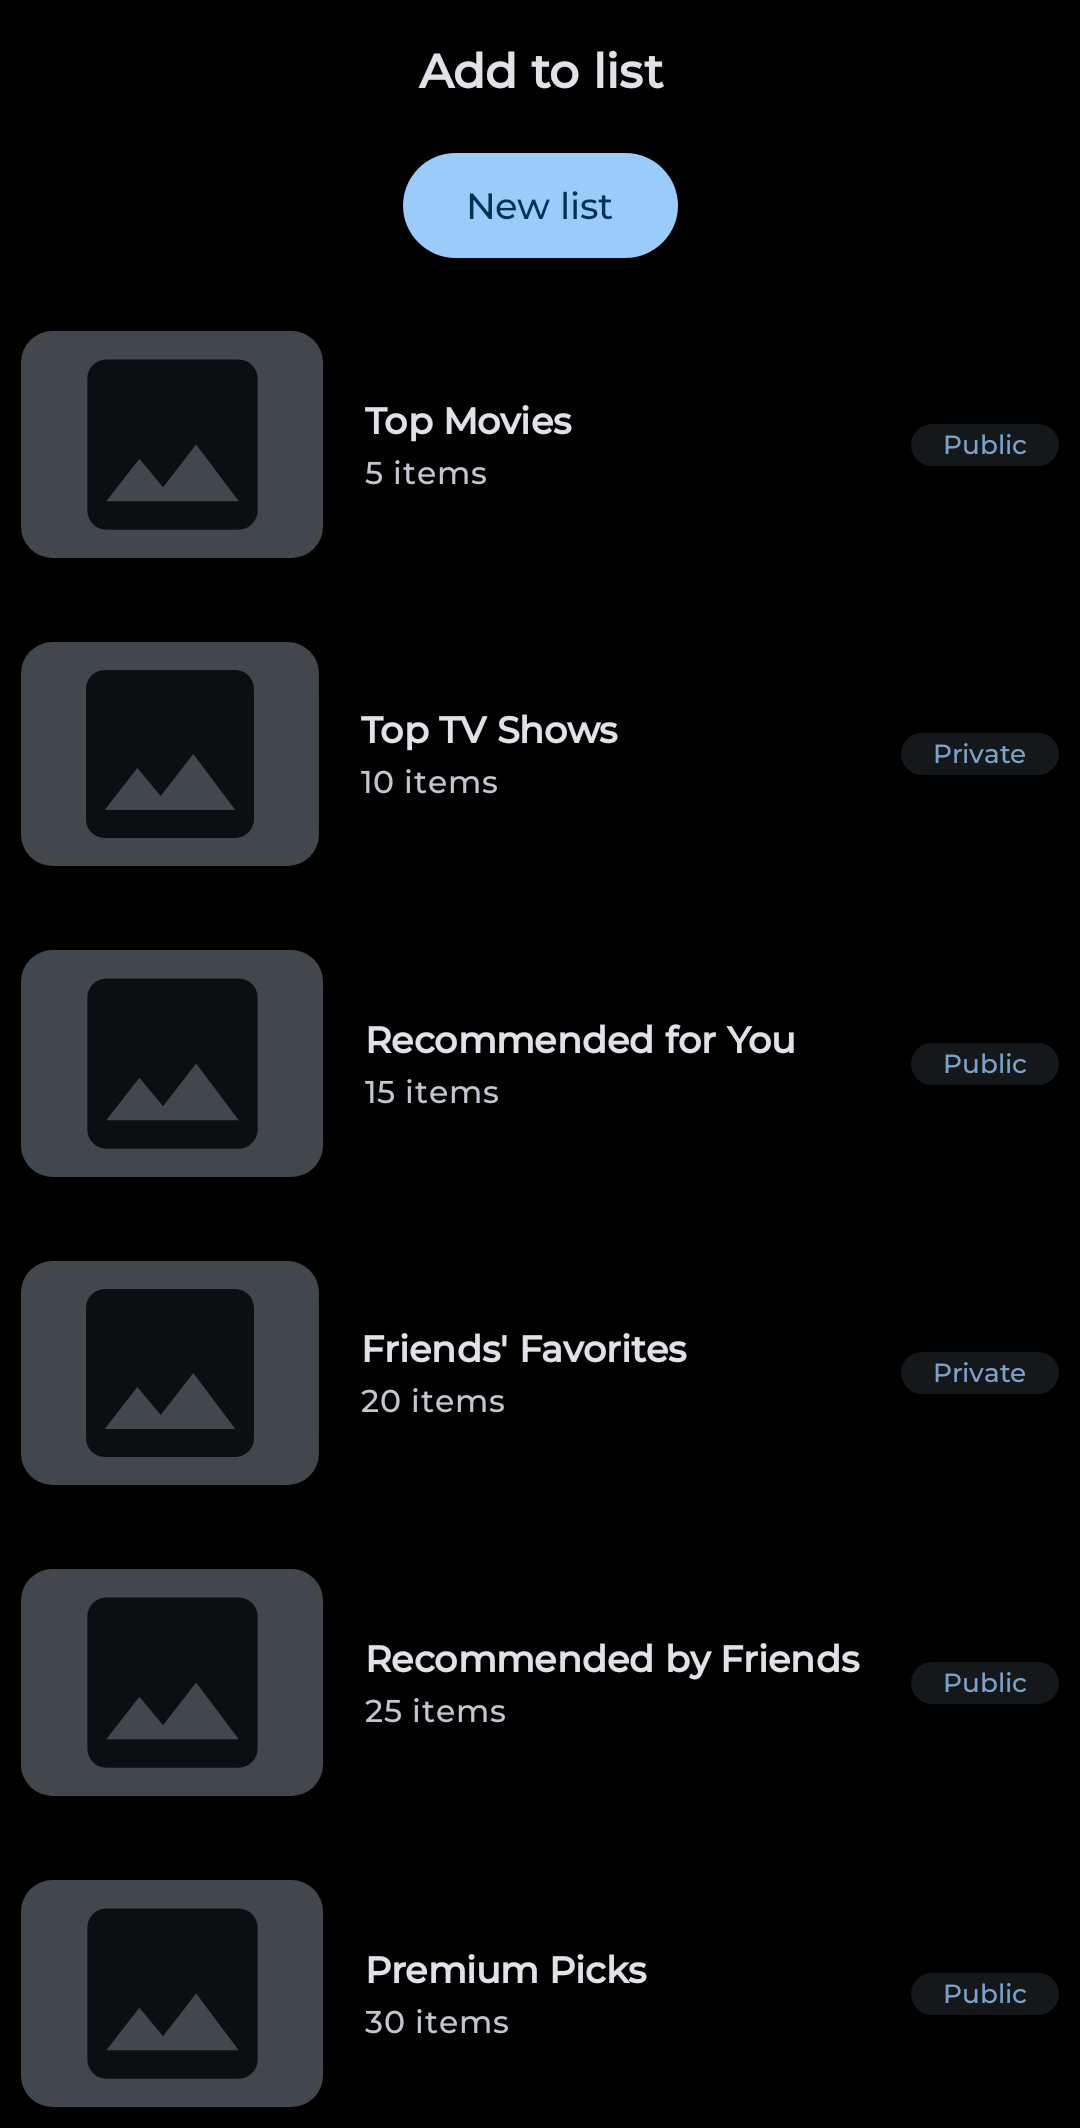 Add to list
New list
Top Movies
5 items
Public
Top TV Shows
10 items
Private
Recommended for You
15 items
Public
Friends' Favorites
20 items
Private
Recommended by Friends
25 items
Public
Premium Picks
30 items
Public